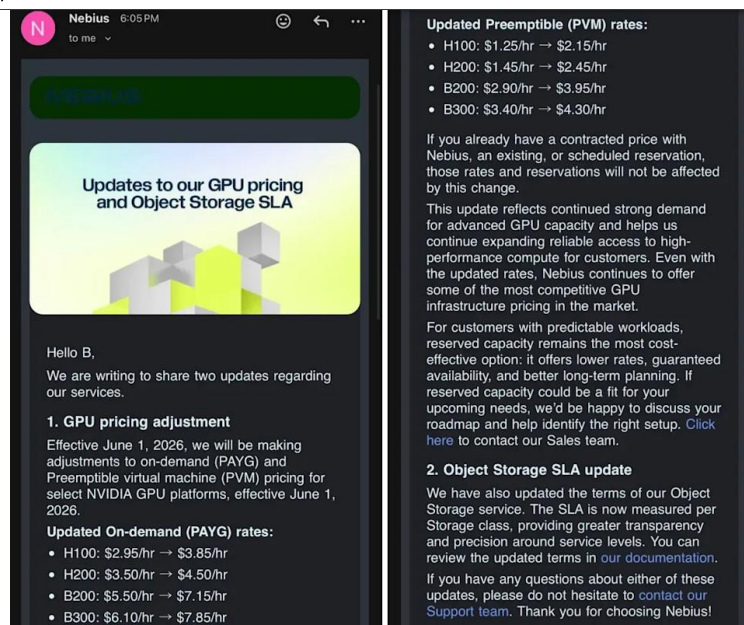 Nebius 6:05 PM
N
to me
Updates to our GPU pricing
and Object Storage SLA
Hello B,
We are writing to share two updates regarding
our services.
1. GPU pricing adjustment
Effective June 1, 2026, we will be making
adjustments to on-demand (PAYG) and
Preemptible virtual machine (PVM) pricing for
select NVIDIA GPU platforms, effective June 1,
2026.
Updated On-demand (PAYG) rates:
• H100: $2.95/hr → $3.85/hr
• H200: $3.50/hr → $4.50/hr
• B200: $5.50/hr → $7.15/hr
• B300: $6.10/hr → $7.85/hr
Updated Preemptible (PVM) rates:
• H100: $1.25/hr → $2.15/hr
• H200: $1.45/hr → $2.45/hr
• B200: $2.90/hr → $3.95/hr
• B300: $3.40/hr → $4.30/hr
If you already have a contracted price with
Nebius, an existing, or scheduled reservation,
those rates and reservations will not be affected
by this change.
This update reflects continued strong demand
for advanced GPU capacity and helps us
continue expanding reliable access to high-
performance compute for customers. Even with
the updated rates, Nebius continues to offer
some of the most competitive GPU
infrastructure pricing in the market.
For customers with predictable workloads,
reserved capacity remains the most cost-
effective option: it offers lower rates, guaranteed
availability, and better long-term planning. If
reserved capacity could be a fit for your
upcoming needs, we'd be happy to discuss your
roadmap and help identify the right setup. Click
here to contact our Sales team.
2. Object Storage SLA update
We have also updated the terms of our Object
Storage service. The SLA is now measured per
Storage class, providing greater transparency
and precision around service levels. You can
review the updated terms in our documentation.
If you have any questions about either of these
updates, please do not hesitate to contact our
Support team. Thank you for choosing Nebius!